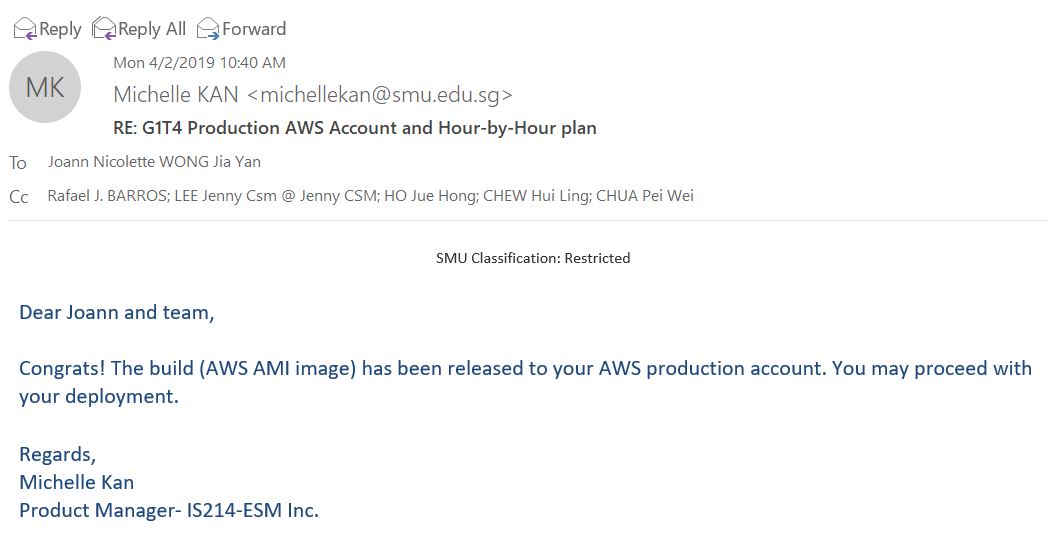 Reply Reply All Forward
Mon 4/2/2019 10:40 AM
MK
Michelle KAN <michellekan@smu.edu.sg>
RE: G1T4 Production AWS Account and Hour-by-Hour plan
To Joann Nicolette WONG Jia Yan
Cc Rafael J. BARROS; LEE Jenny Csm @ Jenny CSM; HO Jue Hong; CHEW Hui Ling; CHUA Pei Wei
SMU Classification: Restricted
Dear Joann and team,
Congrats! The build (AWS AMI image) has been released to your AWS production account. You may proceed with
your deployment.
Regards,
Michelle Kan
Product Manager- IS214-ESM Inc.